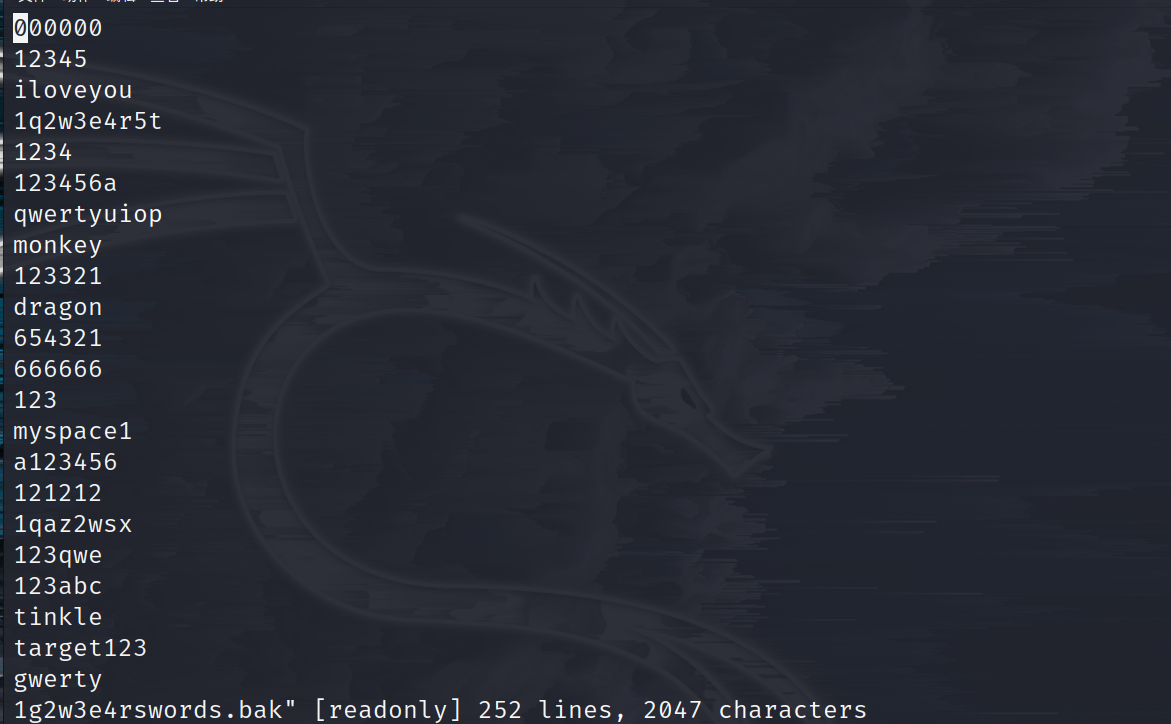 000000
12345
iloveyou
1q2w3e4r5t
1234
123456a
qwertyuiop
monkey
123321
dragon
654321
666666
123
myspace1
a123456
121212
1qaz2wsx
123qwe
123abc
tinkle
target123
gwerty
1g2w3e4rswords.bak" [readonly] 252 lines, 2047 characters